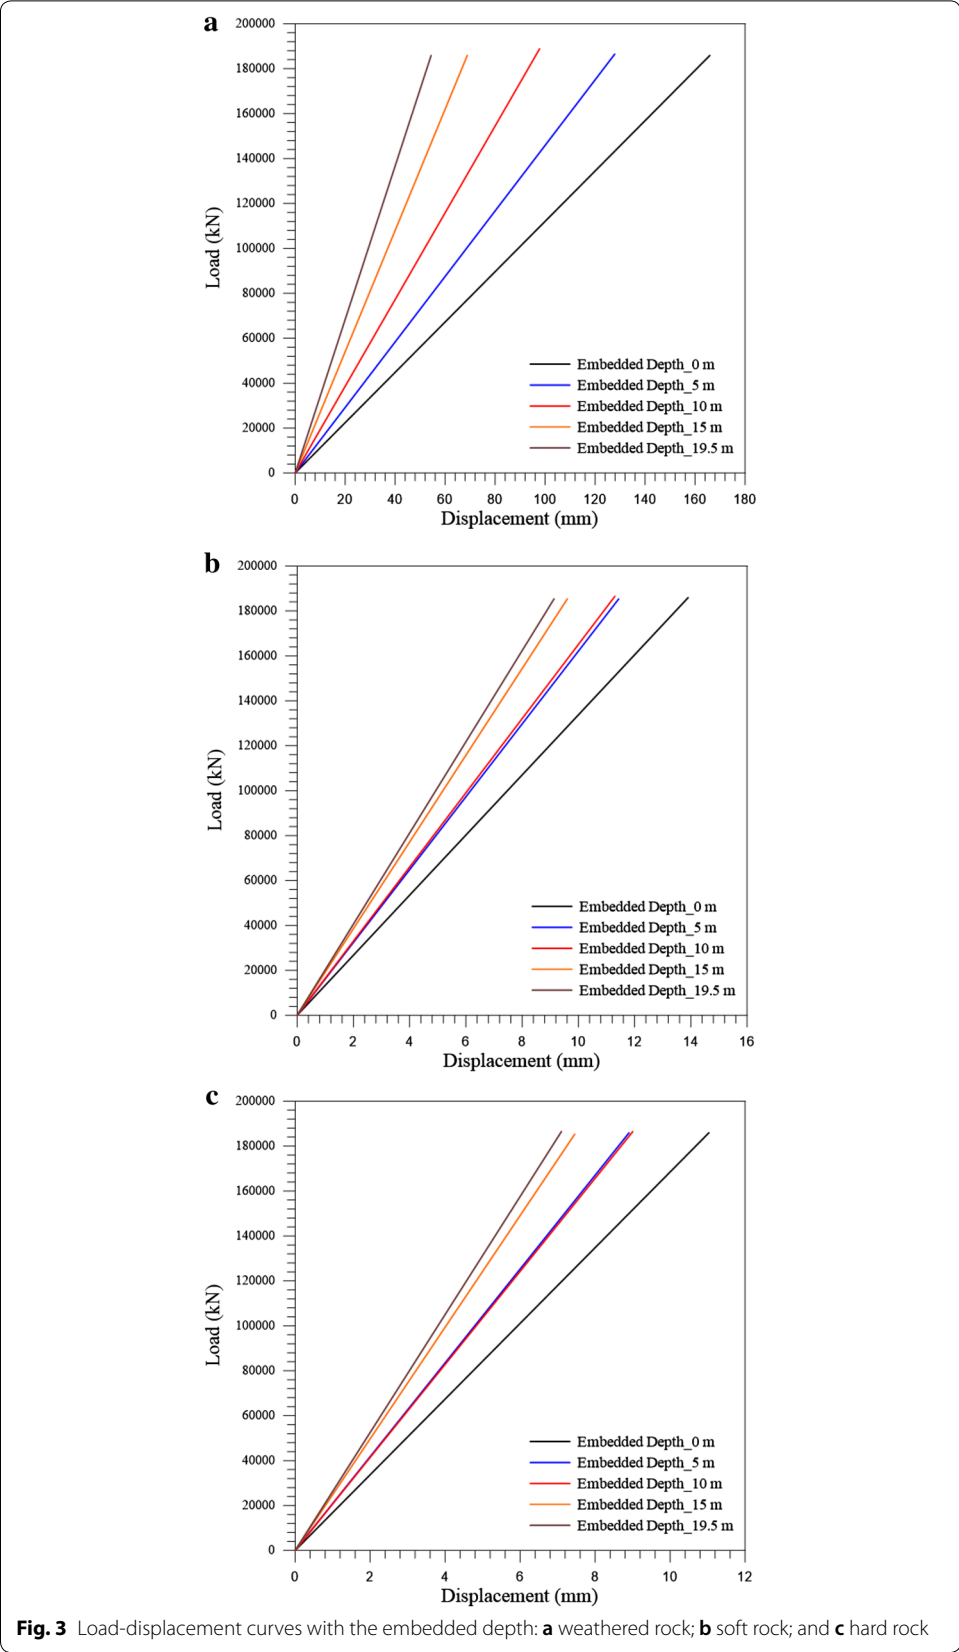 a
200000
180000
160000
140000
120000
100000
80000
60000
40000
20000
0
Load (kN)
Embedded Depth_0 m
Embedded Depth_5 m
Embedded Depth_10 m
Embedded Depth_15 m
Embedded Depth_19.5 m
0 20 40 60 80 100 120 140 160 180
Displacement (mm)
b
200000
180000
160000
140000
120000
100000
80000
60000
40000
20000
0
Load (kN)
Embedded Depth_0 m
Embedded Depth_5 m
Embedded Depth_10 m
Embedded Depth_15 m
Embedded Depth_19.5 m
0 2 4 6 8 10 12 14 16
Displacement (mm)
c
200000
180000
160000
140000
120000
100000
80000
60000
40000
20000
0
Load (kN)
Embedded Depth_0 m
Embedded Depth_5 m
Embedded Depth_10 m
Embedded Depth_15 m
Embedded Depth_19.5 m
0 2 4 6 8 10 12
Displacement (mm)
Fig. 3 Load-displacement curves with the embedded depth: a weathered rock; b soft rock; and c hard rock